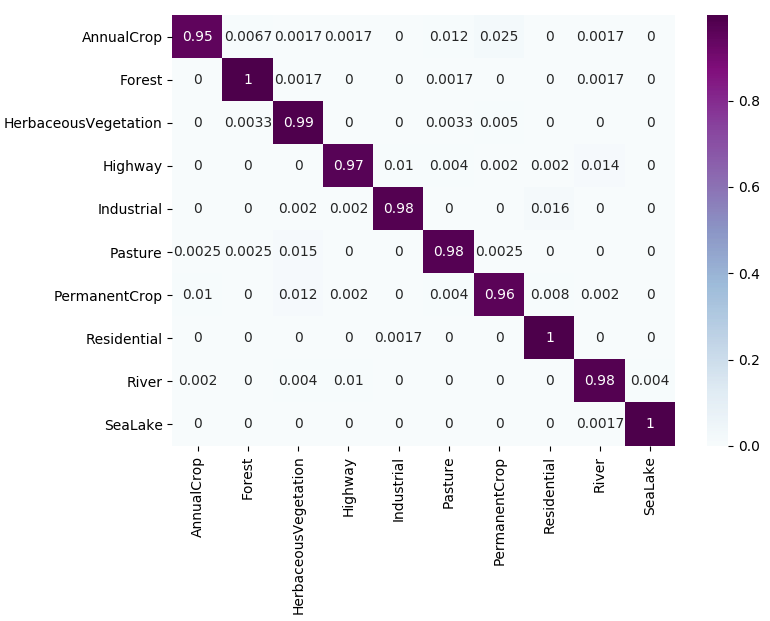 AnnualCrop 0.95 0.0067 0.0017 0.0017 0 0.012 0.025 0 0.0017 0
Forest 0 1 0.0017 0 0 0.0017 0 0 0.0017 0
HerbaceousVegetation 0 0.0033 0.99 0 0 0.0033 0.005 0 0 0
Highway 0 0 0 0.97 0.01 0.004 0.002 0.002 0.014 0
Industrial 0 0 0.002 0.002 0.98 0 0 0.016 0 0
Pasture 0.0025 0.0025 0.015 0 0 0.98 0.0025 0 0 0
PermanentCrop 0.01 0 0.012 0.002 0 0.004 0.96 0.008 0.002 0
Residential 0 0 0 0 0.0017 0 0 1 0 0
River 0.002 0 0.004 0.01 0 0 0 0 0.98 0.004
SeaLake 0 0 0 0 0 0 0 0 0.0017 1
AnnualCrop
Forest
HerbaceousVegetation
Highway
Industrial
Pasture
PermanentCrop
Residential
River
SeaLake
0.8
0.6
0.4
0.2
0.0